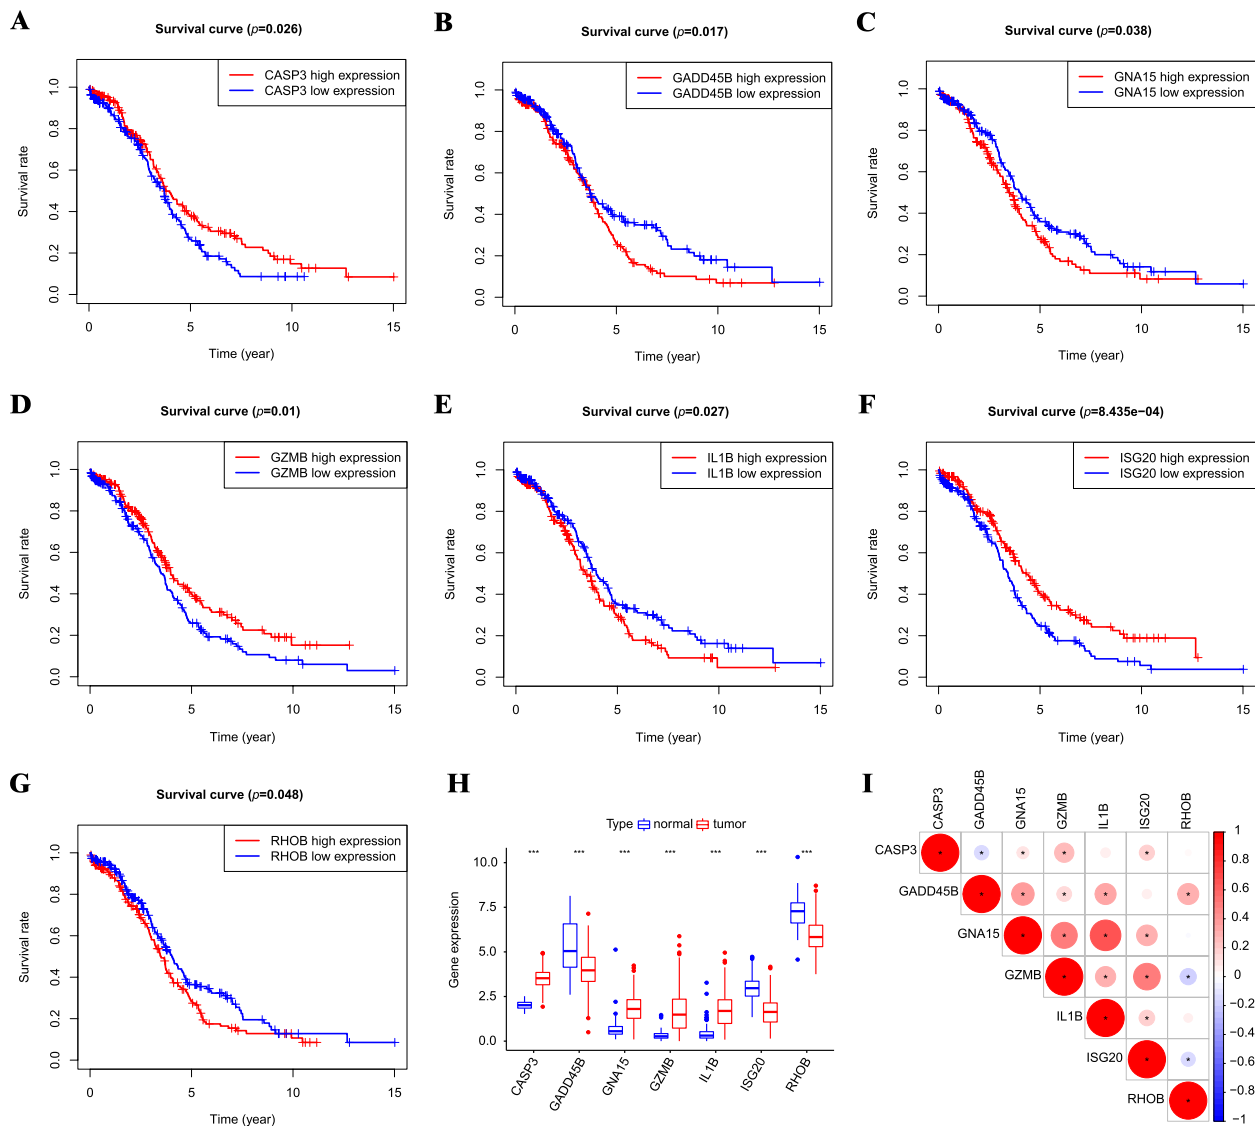 A
Survival curve (p=0.026)
CASP3 high expression
CASP3 low expression
Survival rate
0.0 0.2 0.4 0.6 0.8 1.0
0 5 10 15
Time (year)
B
Survival curve (p=0.017)
GADD45B high expression
GADD45B low expression
Survival rate
0.0 0.2 0.4 0.6 0.8 1.0
0 5 10 15
Time (year)
C
Survival curve (p=0.038)
GNA15 high expression
GNA15 low expression
Survival rate
0.0 0.2 0.4 0.6 0.8 1.0
0 5 10 15
Time (year)
D
Survival curve (p=0.01)
GZMB high expression
GZMB low expression
Survival rate
0.0 0.2 0.4 0.6 0.8 1.0
0 5 10 15
Time (year)
E
Survival curve (p=0.027)
IL1B high expression
IL1B low expression
Survival rate
0.0 0.2 0.4 0.6 0.8 1.0
0 5 10 15
Time (year)
F
Survival curve (p=8.435e−04)
ISG20 high expression
ISG20 low expression
Survival rate
0.0 0.2 0.4 0.6 0.8 1.0
0 5 10 15
Time (year)
G
Survival curve (p=0.048)
RHOB high expression
RHOB low expression
Survival rate
0.0 0.2 0.4 0.6 0.8 1.0
0 5 10 15
Time (year)
H
Type normal tumor
*** *** *** *** *** *** ***
Gene expression
10.0
7.5
5.0
2.5
0.0
CASP3 GADD45B GNA15 GZMB IL1B ISG20 RHOB
I
CASP3 GADD45B GNA15 GZMB IL1B ISG20 RHOB
CASP3 * * * * *
GADD45B * * * * *
GNA15 * * * *
GZMB * * * *
IL1B * *
ISG20 * *
RHOB *
1
0.8
0.6
0.4
0.2
0
−0.2
−0.4
−0.6
−0.8
−1